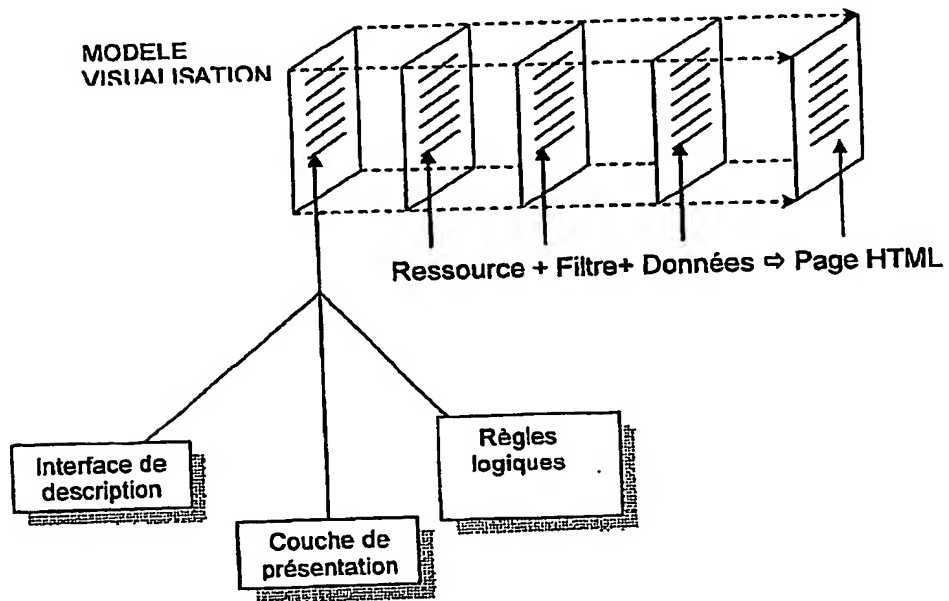 MODELE
VISUALISATION
Ressource + Filtre+ Données ⇨ Page HTML
Interface de
description
Règles
logiques
Couche de
présentation